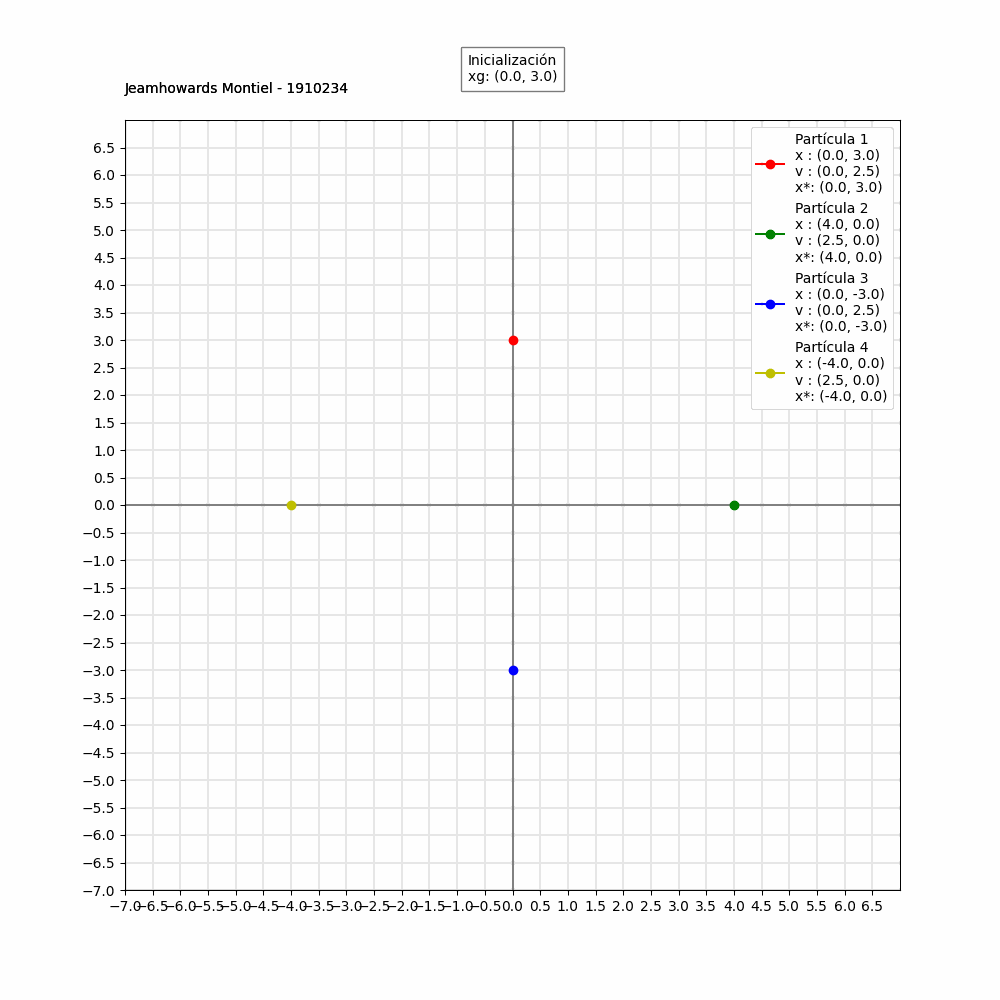 Inicialización
xg: (0.0, 3.0)
Jeamhowards Montiel - 1910234
Partícula 1
x : (0.0, 3.0)
v : (0.0, 2.5)
x*: (0.0, 3.0)
Partícula 2
x : (4.0, 0.0)
v : (2.5, 0.0)
x*: (4.0, 0.0)
Partícula 3
x : (0.0, -3.0)
v : (0.0, 2.5)
x*: (0.0, -3.0)
Partícula 4
x : (-4.0, 0.0)
v : (2.5, 0.0)
x*: (-4.0, 0.0)
6.5
6.0
5.5
5.0
4.5
4.0
3.5
3.0
2.5
2.0
1.5
1.0
0.5
0.0
−0.5
−1.0
−1.5
−2.0
−2.5
−3.0
−3.5
−4.0
−4.5
−5.0
−5.5
−6.0
−6.5
−7.0
−7.0 −6.5 −6.0 −5.5 −5.0 −4.5 −4.0 −3.5 −3.0 −2.5 −2.0 −1.5 −1.0 −0.5 0.0 0.5 1.0 1.5 2.0 2.5 3.0 3.5 4.0 4.5 5.0 5.5 6.0 6.5